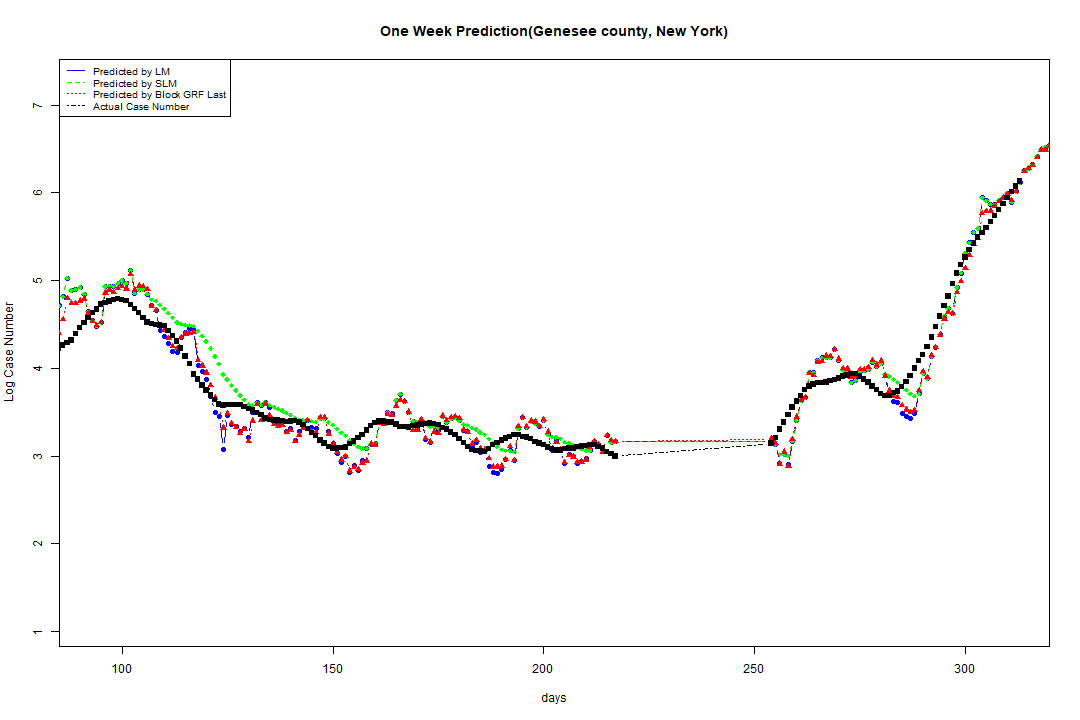 One Week Prediction(Genesee county, New York)
Predicted by LM
Predicted by SLM
Predicted by Block GRF Last
Actual Case Number
7
6
5
4
3
2
1
Log Case Number
100 150 200 250 300
days